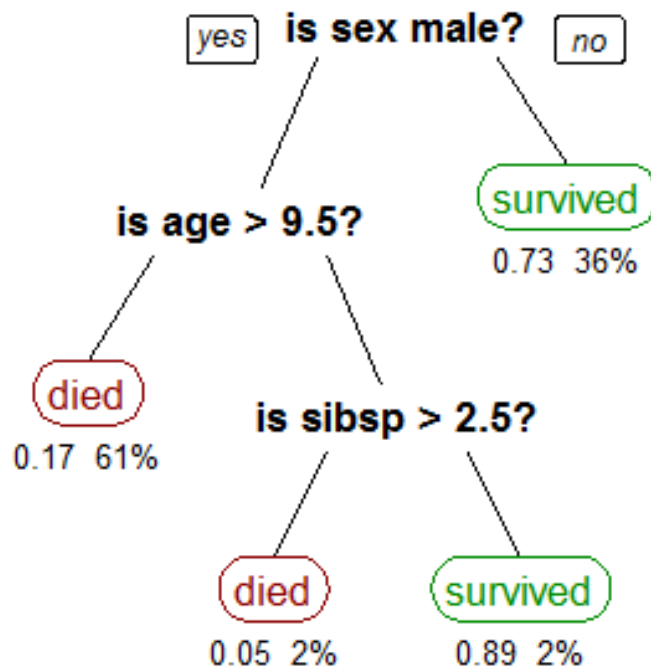 yes is sex male? no
survived
0.73 36%
is age > 9.5?
died
0.17 61%
is sibsp > 2.5?
died survived
0.05 2% 0.89 2%